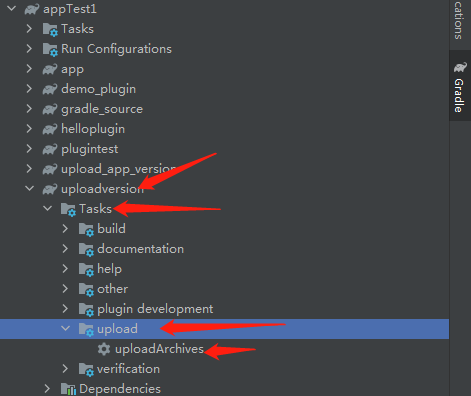 appTest1
Tasks
Run Configurations
app
demo_plugin
gradle_source
helloplugin
plugintest
upload_app_version
uploadversion
Tasks
build
documentation
help
other
plugin development
upload
uploadArchives
verification
Dependencies
cations
Gradle